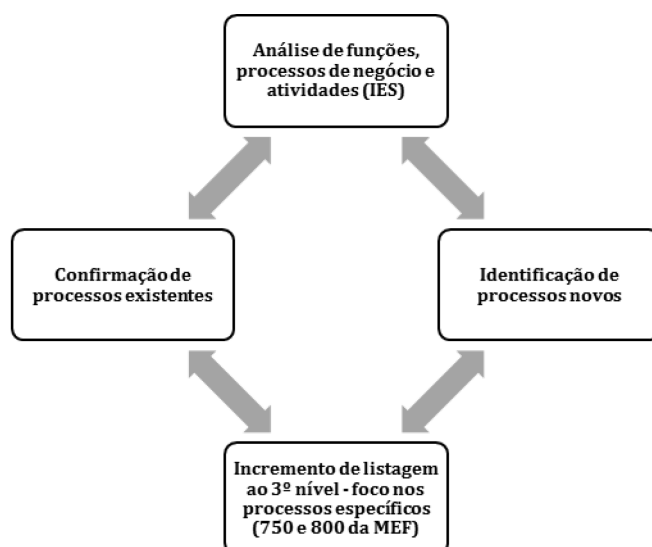 Análise de funções,
processos de negócio e
atividades (IES)
Confirmação de
processos existentes
Identificação de
processos novos
Incremento de listagem
ao 3º nível - foco nos
processos específicos
(750 e 800 da MEF)